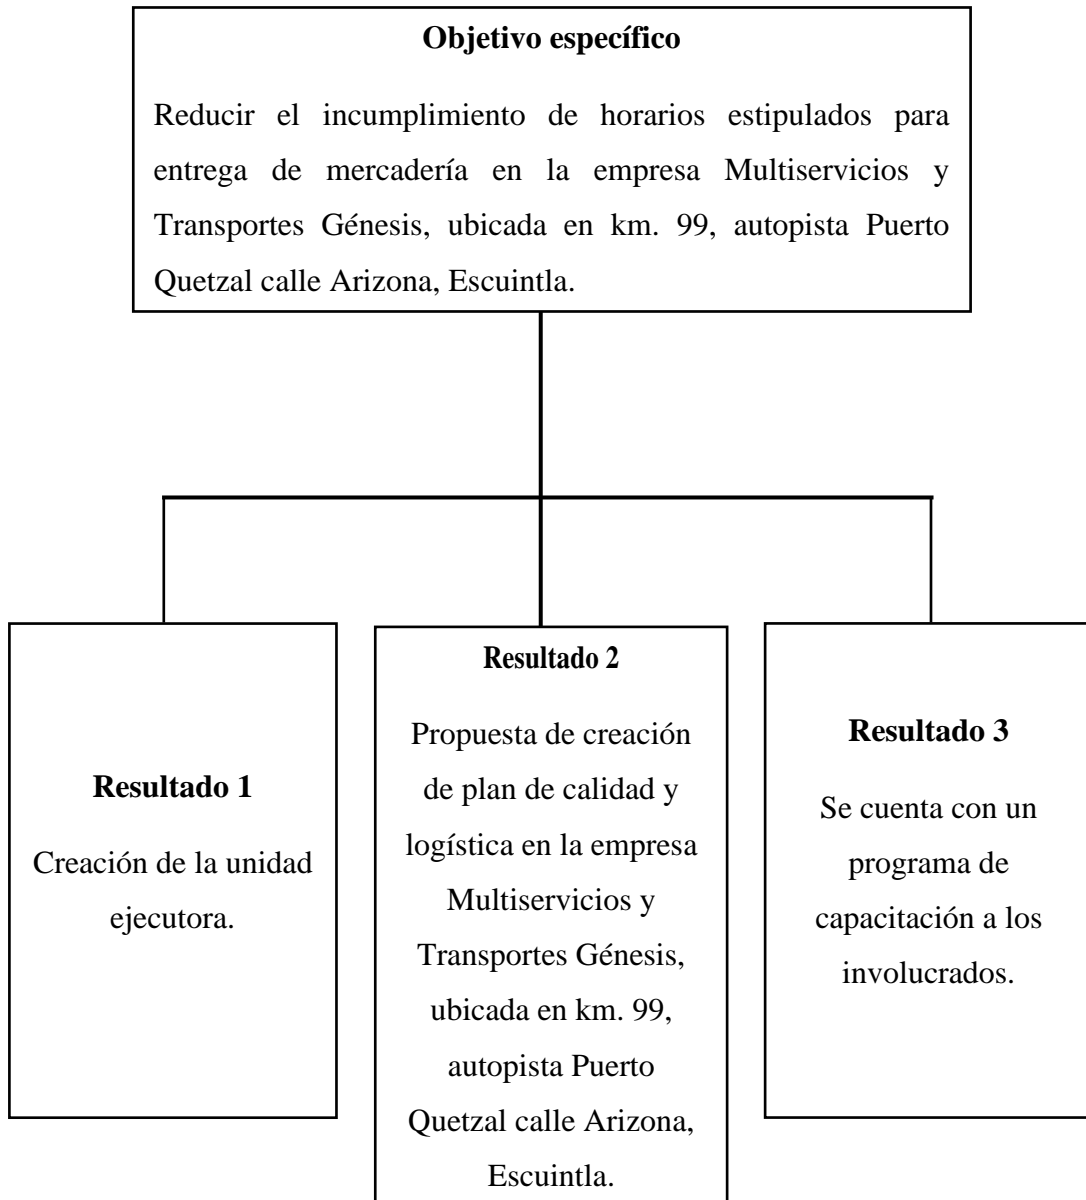 Objetivo específico
Reducir el incumplimiento de horarios estipulados para
entrega de mercadería en la empresa Multiservicios y
Transportes Génesis, ubicada en km. 99, autopista Puerto
Quetzal calle Arizona, Escuintla.
Resultado 1
Creación de la unidad
ejecutora.
Resultado 2
Propuesta de creación
de plan de calidad y
logística en la empresa
Multiservicios y
Transportes Génesis,
ubicada en km. 99,
autopista Puerto
Quetzal calle Arizona,
Escuintla.
Resultado 3
Se cuenta con un
programa de
capacitación a los
involucrados.